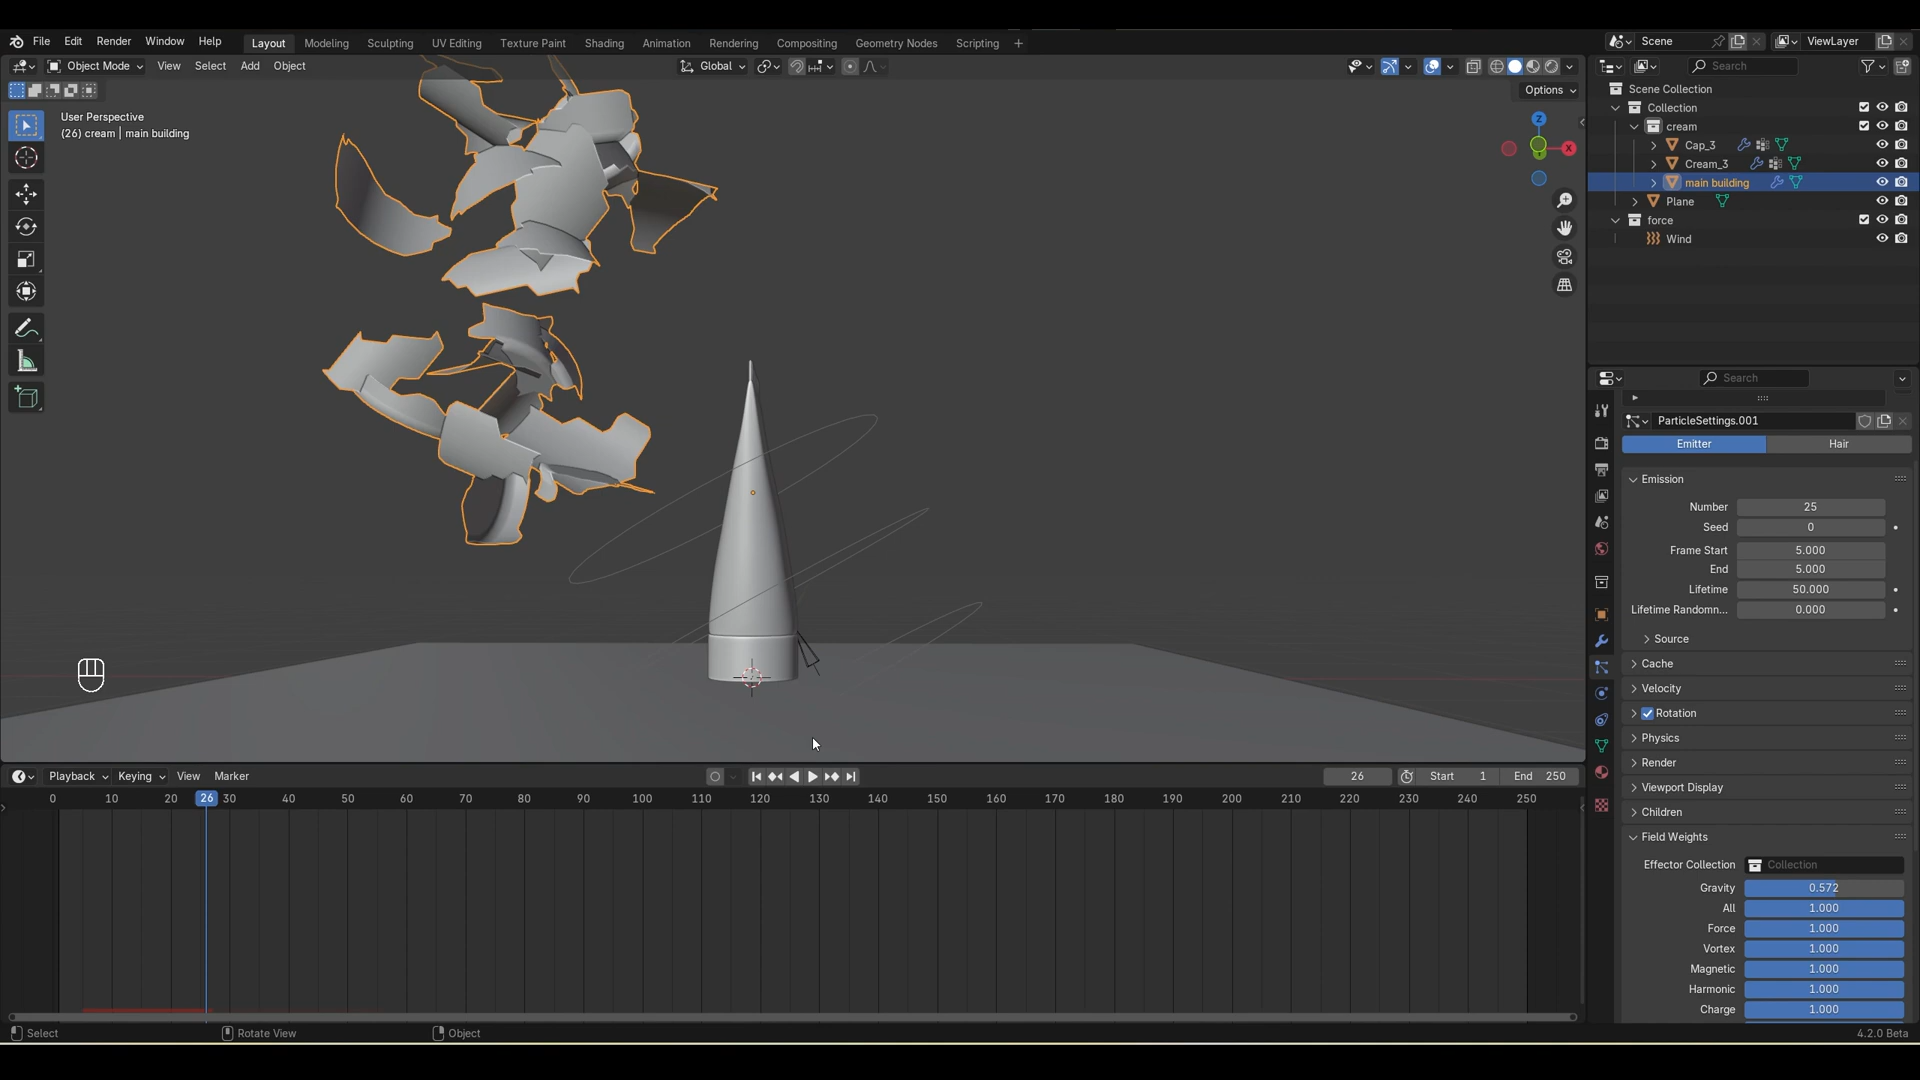 File Edit Render Window Help Layout Modeling Sculpting UV Editing Texture Paint Shading Animation Rendering Compositing Geometry Nodes Scripting + Scene ViewLayer
Object Mode View Select Add Object Global Search
Options
User Perspective
(26) cream | main building
Z
X
Scene Collection
Collection
cream
Cap_3
Cream_3
main building
Plane
force
Wind
Search
ParticleSettings.001
Emitter Hair
Emission
Number 25
Seed 0
Frame Start 5.000
End 5.000
Lifetime 50.000
Lifetime Randomn... 0.000
Source
Cache
Velocity
Rotation
Physics
Render
Viewport Display
Children
Field Weights
Effector Collection Collection
Gravity 0.572
All 1.000
Force 1.000
Vortex 1.000
Magnetic 1.000
Harmonic 1.000
Charge 1.000
Playback Keying View Marker 26 Start 1 End 250
0 10 20 26 30 40 50 60 70 80 90 100 110 120 130 140 150 160 170 180 190 200 210 220 230 240 250
Select Rotate View Object 4.2.0 Beta